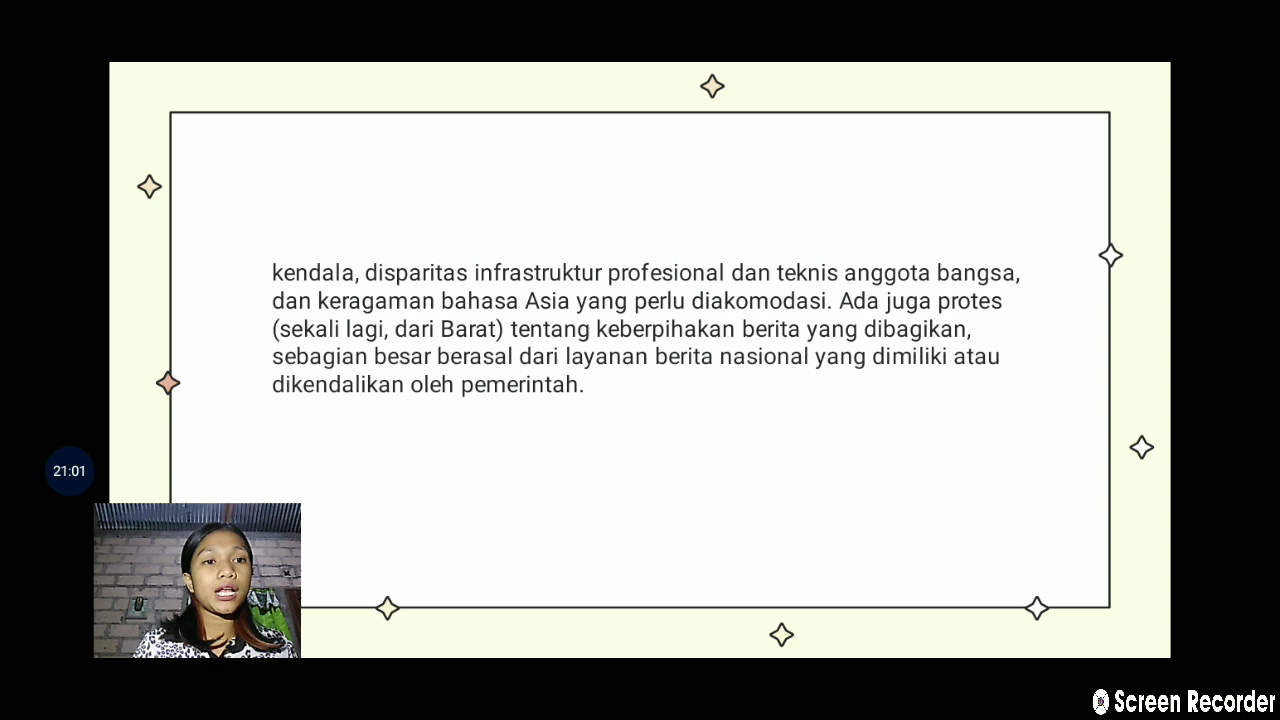 kendala, disparitas infrastruktur profesional dan teknis anggota bangsa,
dan keragaman bahasa Asia yang perlu diakomodasi. Ada juga protes
(sekali lagi, dari Barat) tentang keberpihakan berita yang dibagikan,
sebagian besar berasal dari layanan berita nasional yang dimiliki atau
dikendalikan oleh pemerintah.
21:01
Screen Recorder